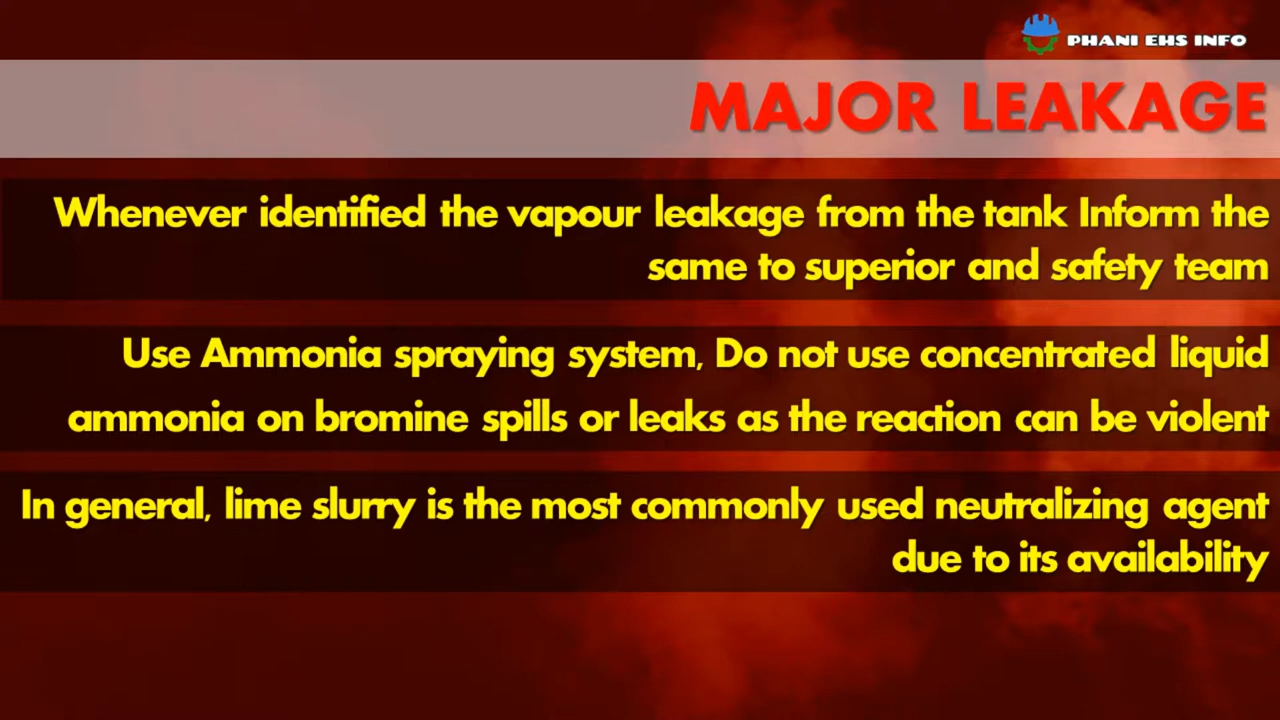 PHANI EHS INFO
MAJOR LEAKAGE
Whenever identified the vapour leakage from the tank Inform the
same to superior and safety team
Use Ammonia spraying system, Do not use concentrated liquid
ammonia on bromine spills or leaks as the reaction can be violent
In general, lime slurry is the most commonly used neutralizing agent
due to its availability